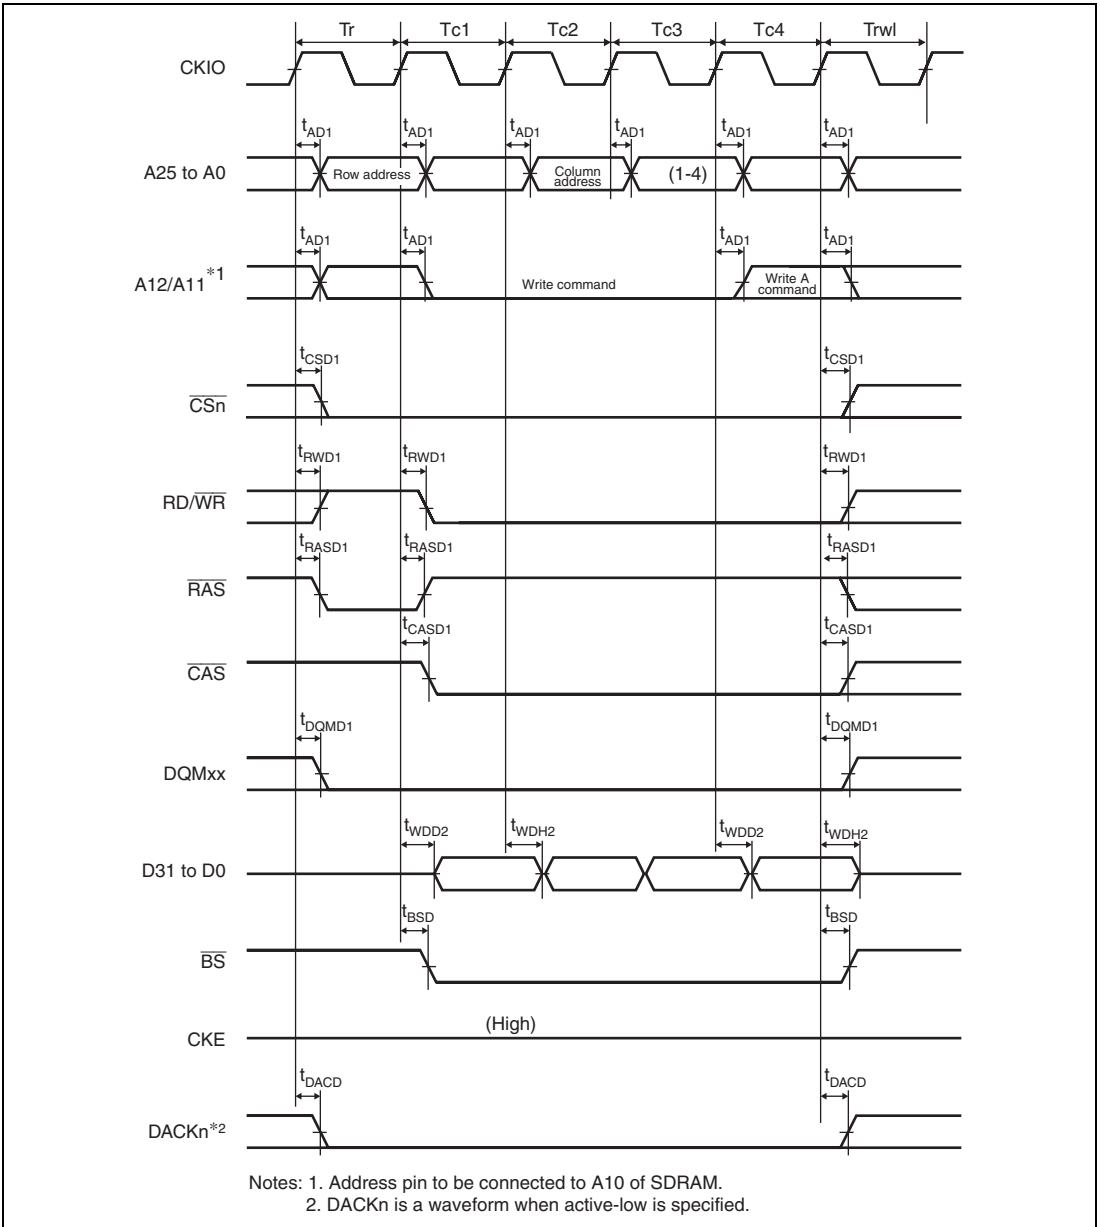 Tr Tc1 Tc2 Tc3 Tc4 Trwl
CKIO
tAD1 tAD1 tAD1 tAD1 tAD1 tAD1
A25 to A0 Row address Column address (1-4)
tAD1 tAD1 tAD1 tAD1
A12/A11*1 Write command Write A command
tCSD1 tCSD1
CSn
tRWD1 tRWD1 tRWD1
RD/WR
tRASD1 tRASD1 tRASD1
RAS
tCASD1 tCASD1
CAS
tDQMD1 tDQMD1
DQMxx
tWDD2 tWDH2 tWDD2 tWDH2
D31 to D0
tBSD tBSD
BS
(High)
CKE
tDACD tDACD
DACKn*2
Notes: 1. Address pin to be connected to A10 of SDRAM.
2. DACKn is a waveform when active-low is specified.